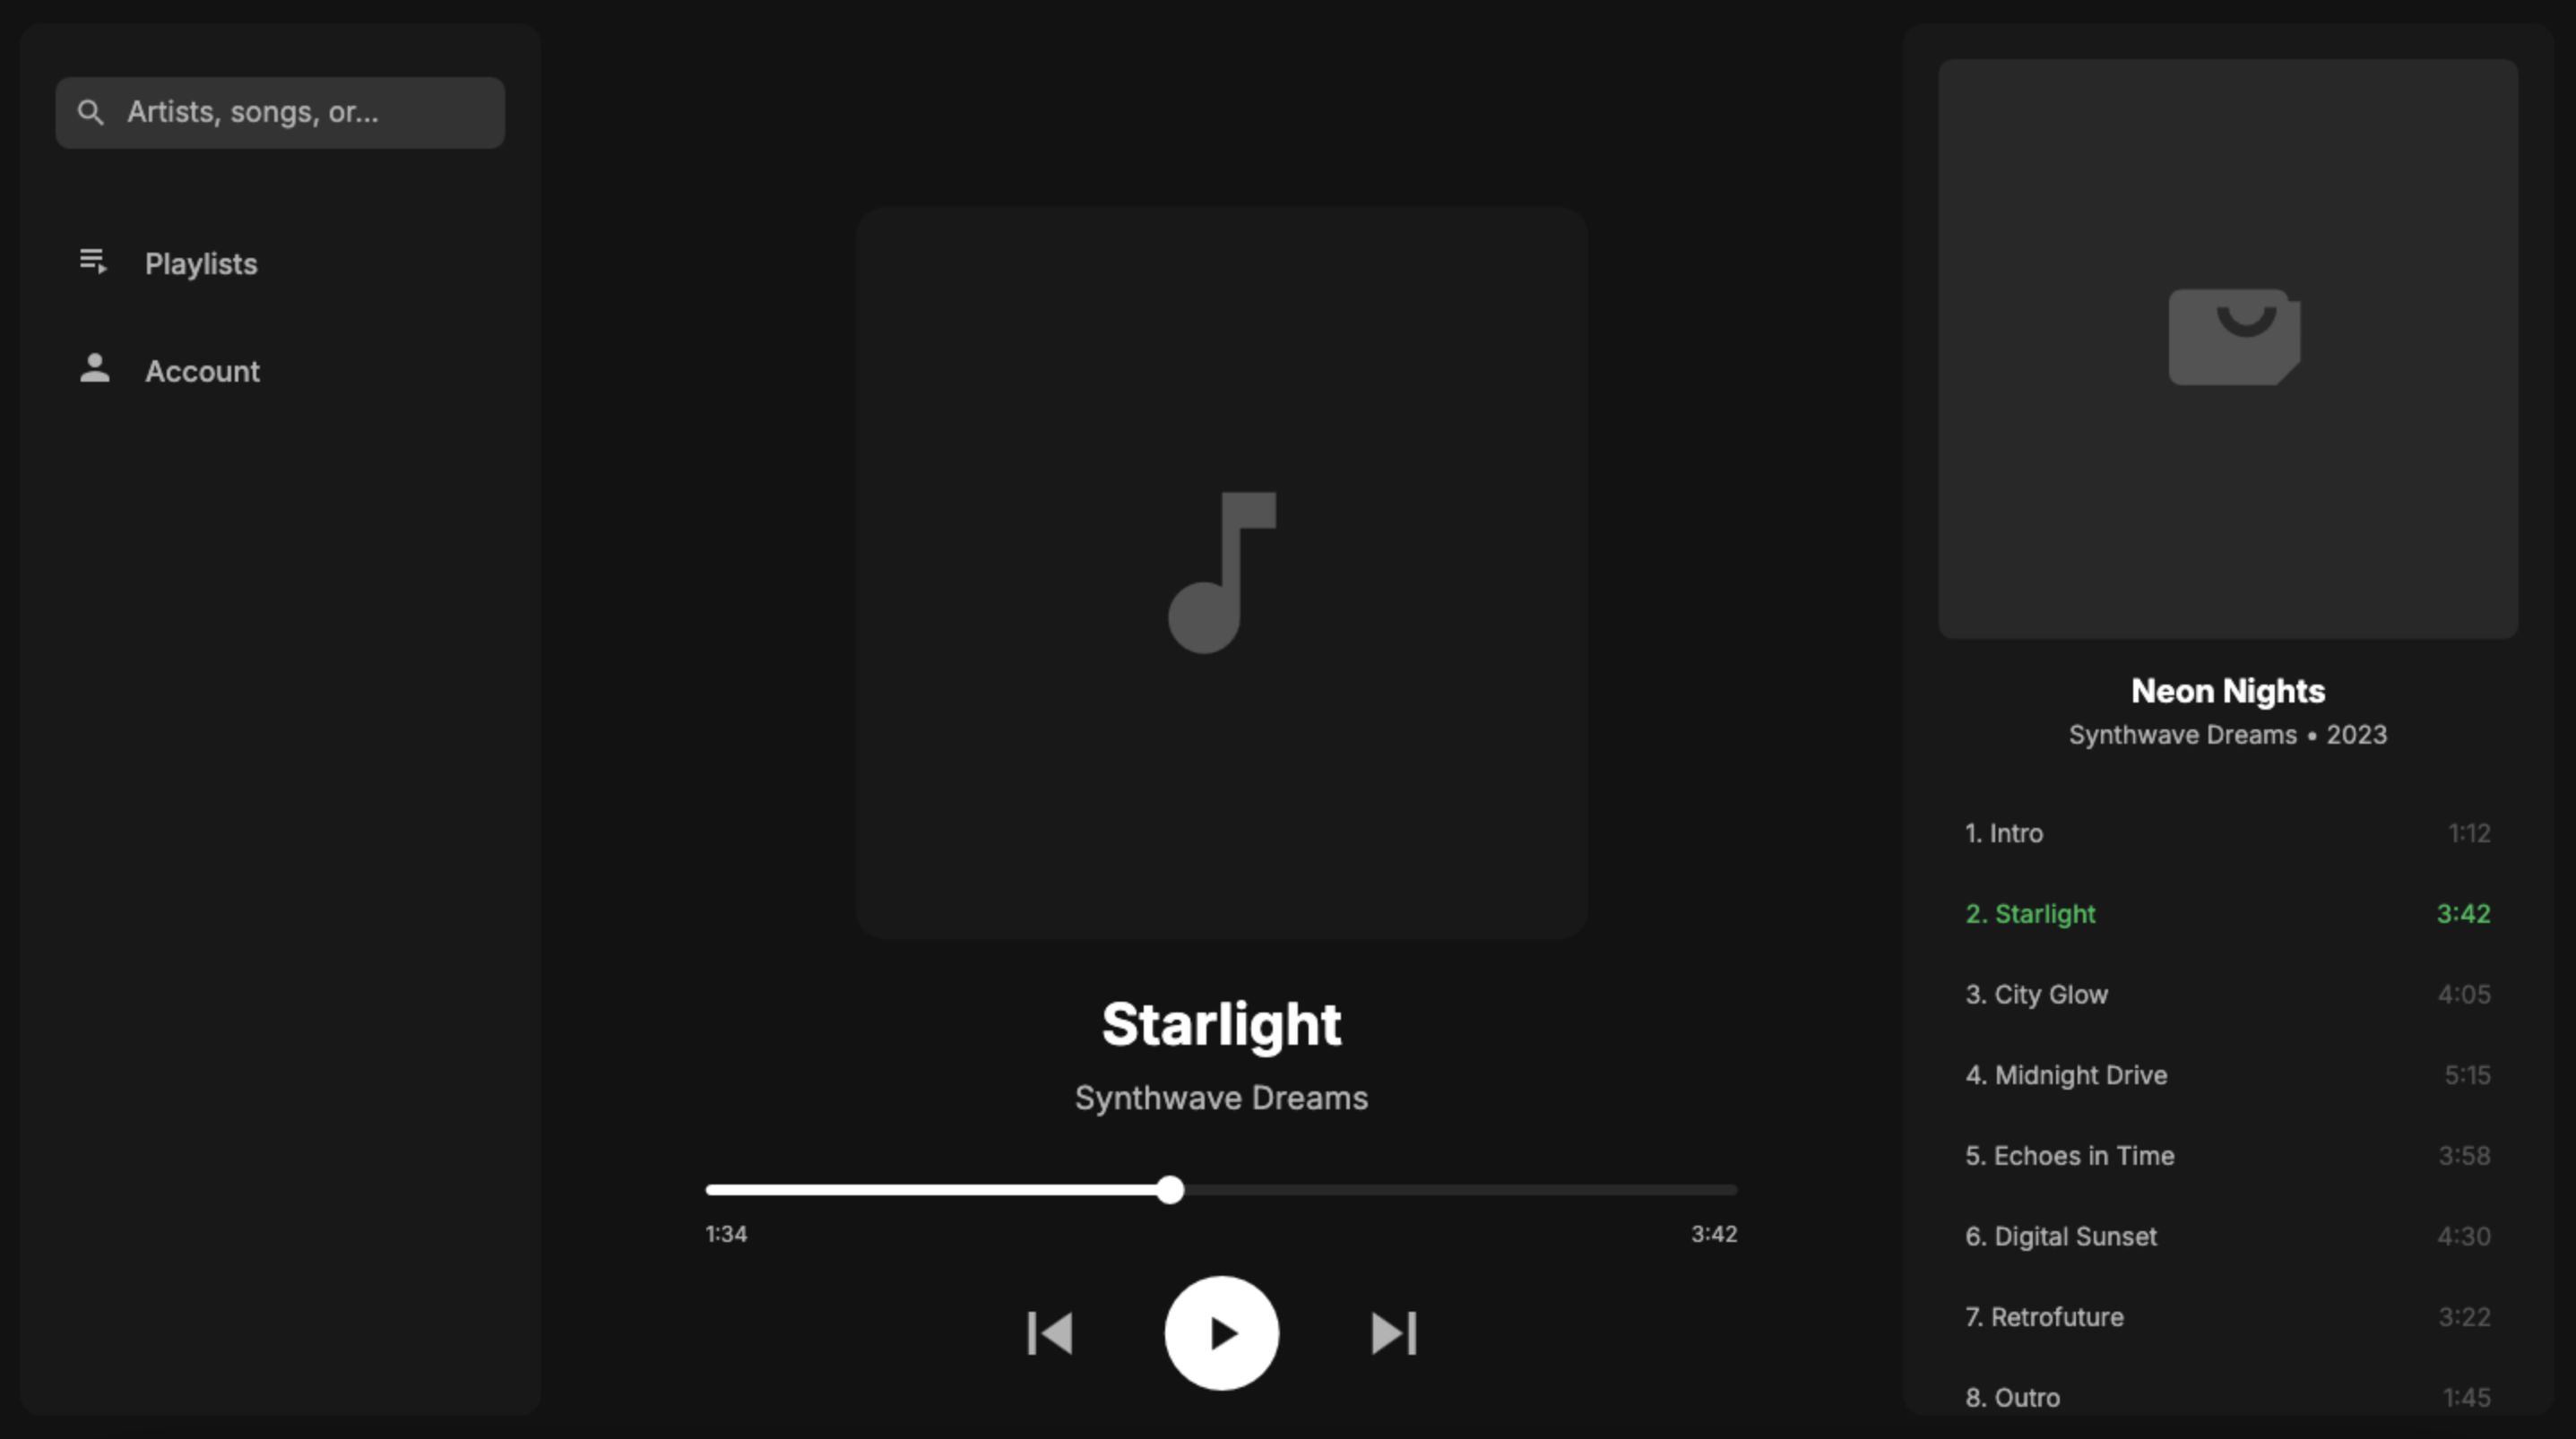 Artists, songs, or...
Playlists
Account
Starlight
Synthwave Dreams
1:34
3:42
Neon Nights
Synthwave Dreams • 2023
1. Intro 1:12
2. Starlight 3:42
3. City Glow 4:05
4. Midnight Drive 5:15
5. Echoes in Time 3:58
6. Digital Sunset 4:30
7. Retrofuture 3:22
8. Outro 1:45